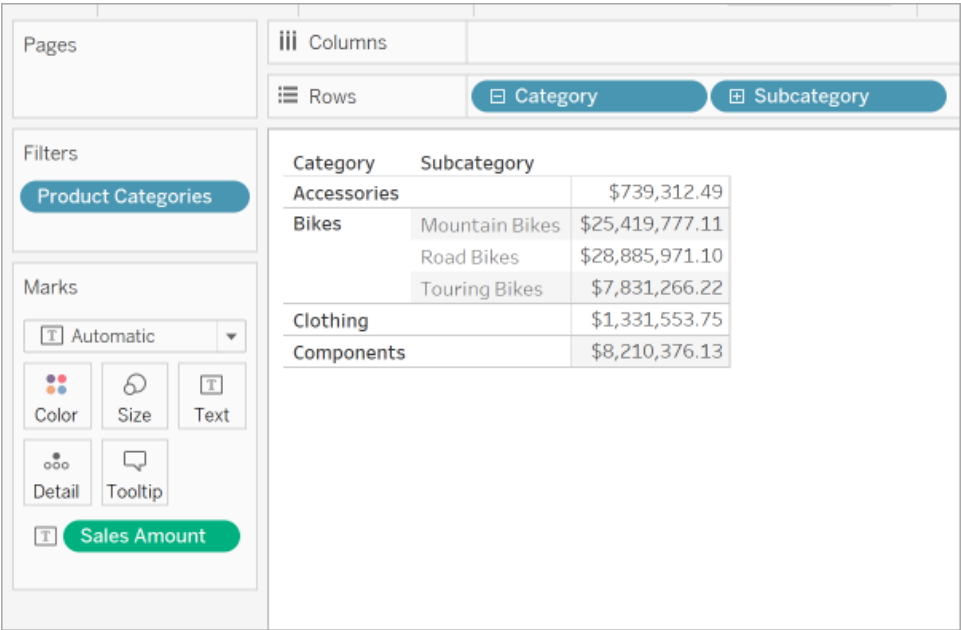 Pages
Columns
Rows
Category Subcategory
Filters
Product Categories
Marks
T Automatic
Color Size T Text
Detail Tooltip
T Sales Amount
Category Subcategory
Accessories $739,312.49
Bikes Mountain Bikes $25,419,777.11
Road Bikes $28,885,971.10
Touring Bikes $7,831,266.22
Clothing $1,331,553.75
Components $8,210,376.13